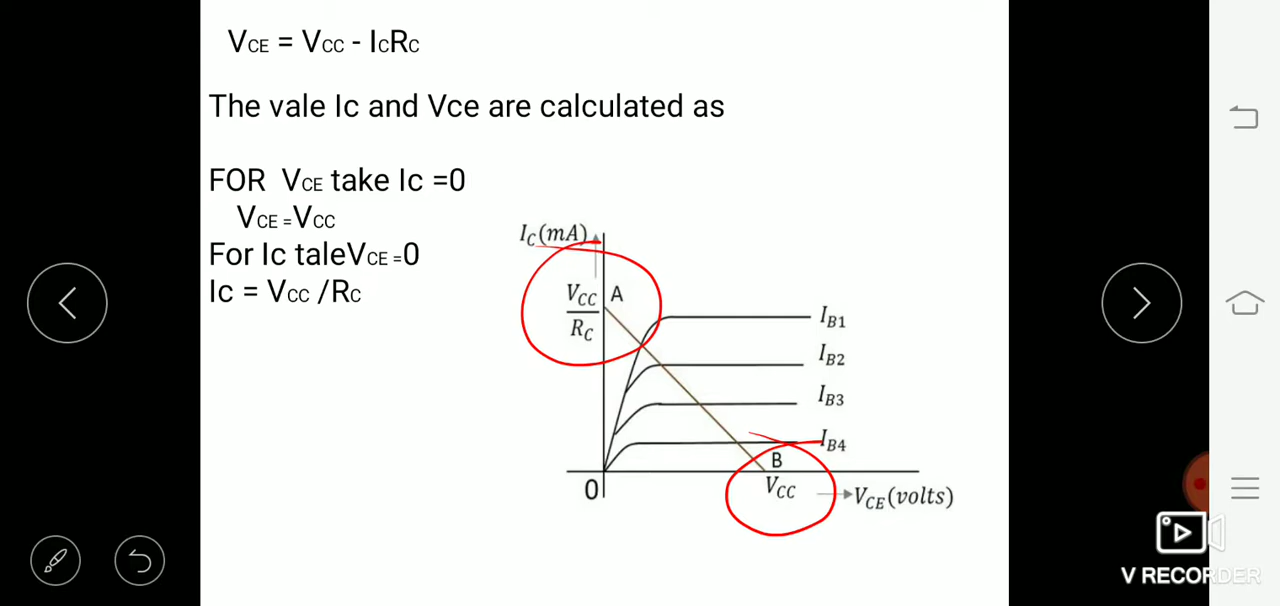 VCE = VCC - ICRC
The vale Ic and Vce are calculated as
FOR VCE take Ic =0
VCE =VCC
For Ic taleVCE =0
Ic = VCC /RC
IC(mA)
VCC
RC
A
IB1
IB2
IB3
IB4
B
0
VCC
VCE(volts)
V RECORDER